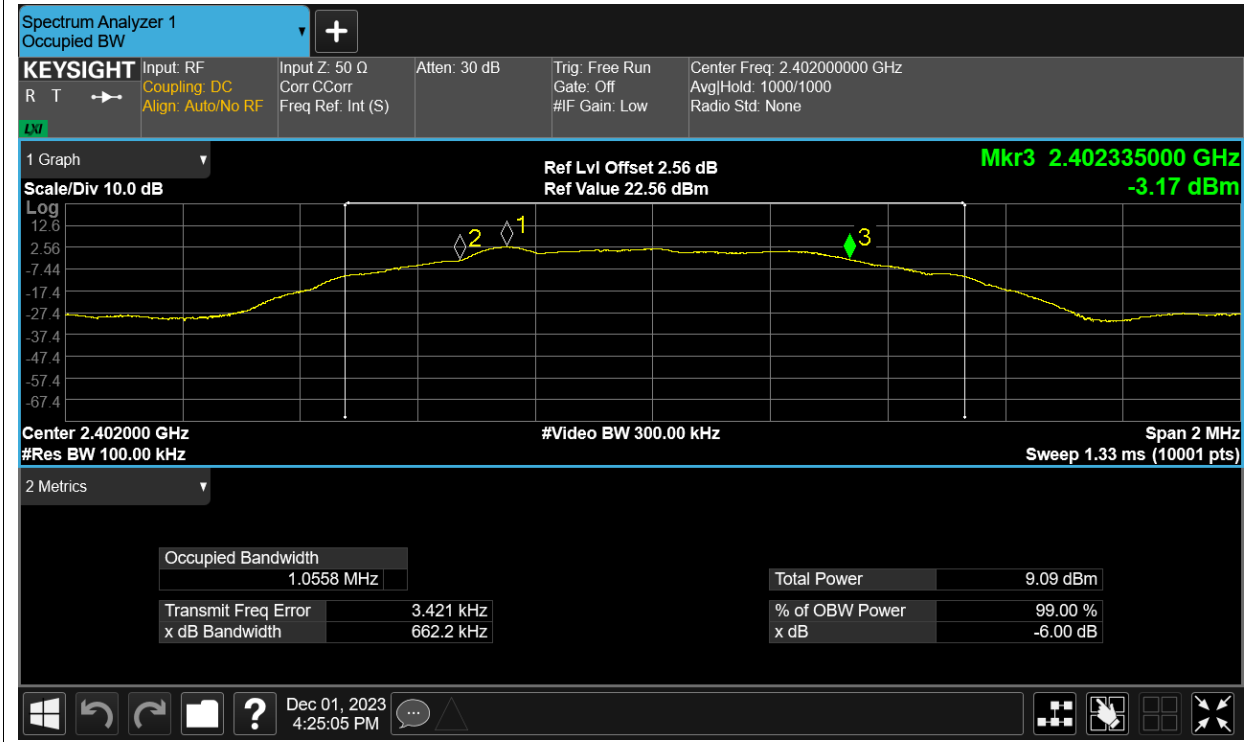 Spectrum Analyzer 1
Occupied BW
+
KEYSIGHT
R T
LXI
Input: RF
Coupling: DC
Align: Auto/No RF
Input Z: 50 Ω
Corr CCorr
Freq Ref: Int (S)
Atten: 30 dB
Trig: Free Run
Gate: Off
#IF Gain: Low
Center Freq: 2.402000000 GHz
Avg|Hold: 1000/1000
Radio Std: None
1 Graph
Scale/Div 10.0 dB
Ref Lvl Offset 2.56 dB
Ref Value 22.56 dBm
Mkr3 2.402335000 GHz
-3.17 dBm
Log
12.6
2.56
-7.44
-17.4
-27.4
-37.4
-47.4
-57.4
-67.4
2
1
3
Center 2.402000 GHz
#Res BW 100.00 kHz
#Video BW 300.00 kHz
Span 2 MHz
Sweep 1.33 ms (10001 pts)
2 Metrics
Occupied Bandwidth
1.0558 MHz
Transmit Freq Error 3.421 kHz
x dB Bandwidth 662.2 kHz
Total Power 9.09 dBm
% of OBW Power 99.00 %
x dB -6.00 dB
?
Dec 01, 2023
4:25:05 PM